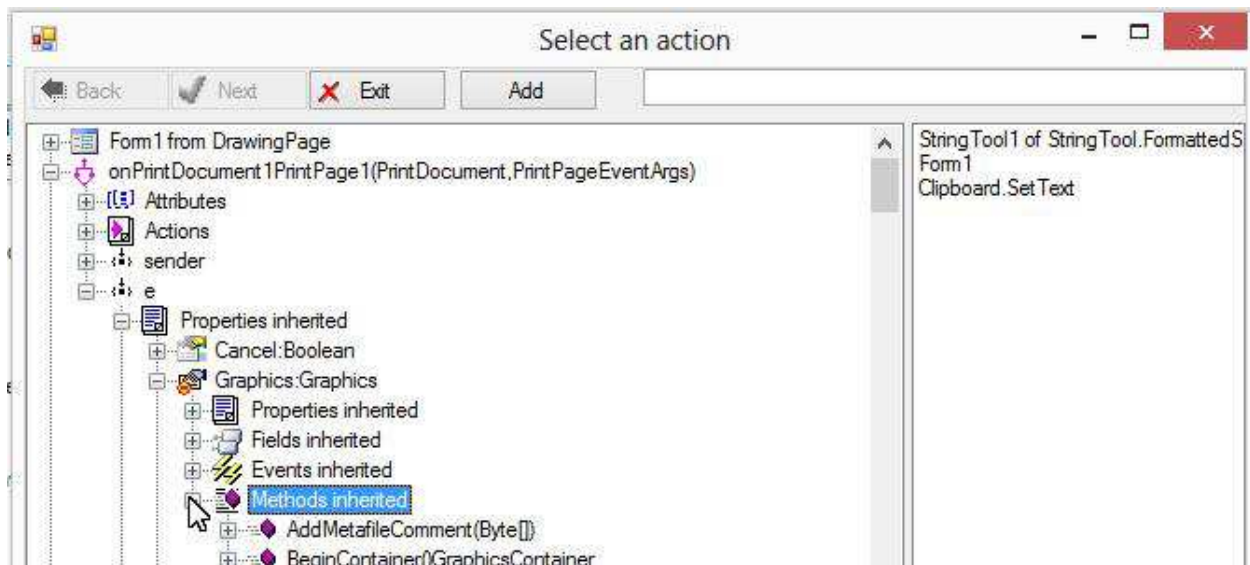 Select an action
Back Next Exit Add
Form1 from DrawingPage
onPrintDocument1PrintPage1(PrintDocument,PrintPageEventArgs)
Attributes
Actions
sender
e
Properties inherited
Cancel:Boolean
Graphics:Graphics
Properties inherited
Fields inherited
Events inherited
Methods inherited
AddMetafileComment(Byte[])
BeginContainer()GraphicsContainer
StringTool1 of StringTool.FormattedS
Form1
Clipboard.SetText